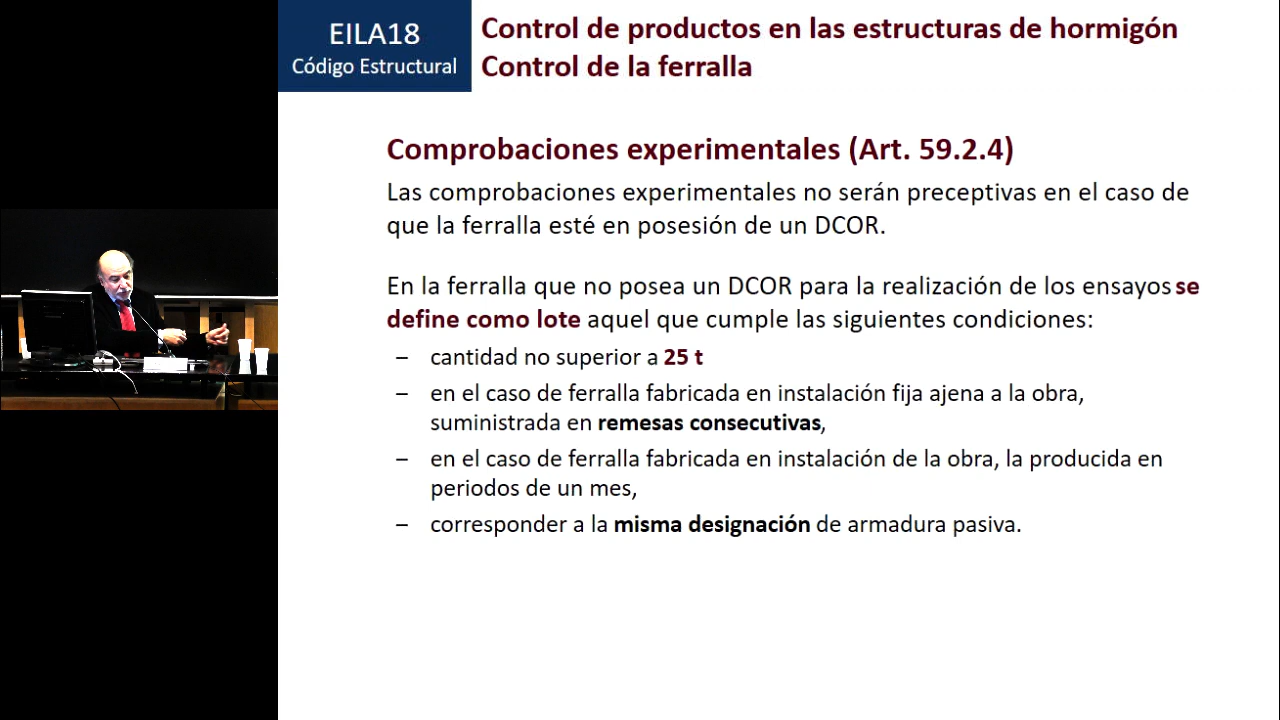 EILA18
Código Estructural
Control de productos en las estructuras de hormigón
Control de la ferralla
Comprobaciones experimentales (Art. 59.2.4)
Las comprobaciones experimentales no serán preceptivas en el caso de
que la ferralla esté en posesión de un DCOR.
En la ferralla que no posea un DCOR para la realización de los ensayos se
define como lote aquel que cumple las siguientes condiciones:
– cantidad no superior a 25 t
– en el caso de ferralla fabricada en instalación fija ajena a la obra,
suministrada en remesas consecutivas,
– en el caso de ferralla fabricada en instalación de la obra, la producida en
periodos de un mes,
– corresponder a la misma designación de armadura pasiva.